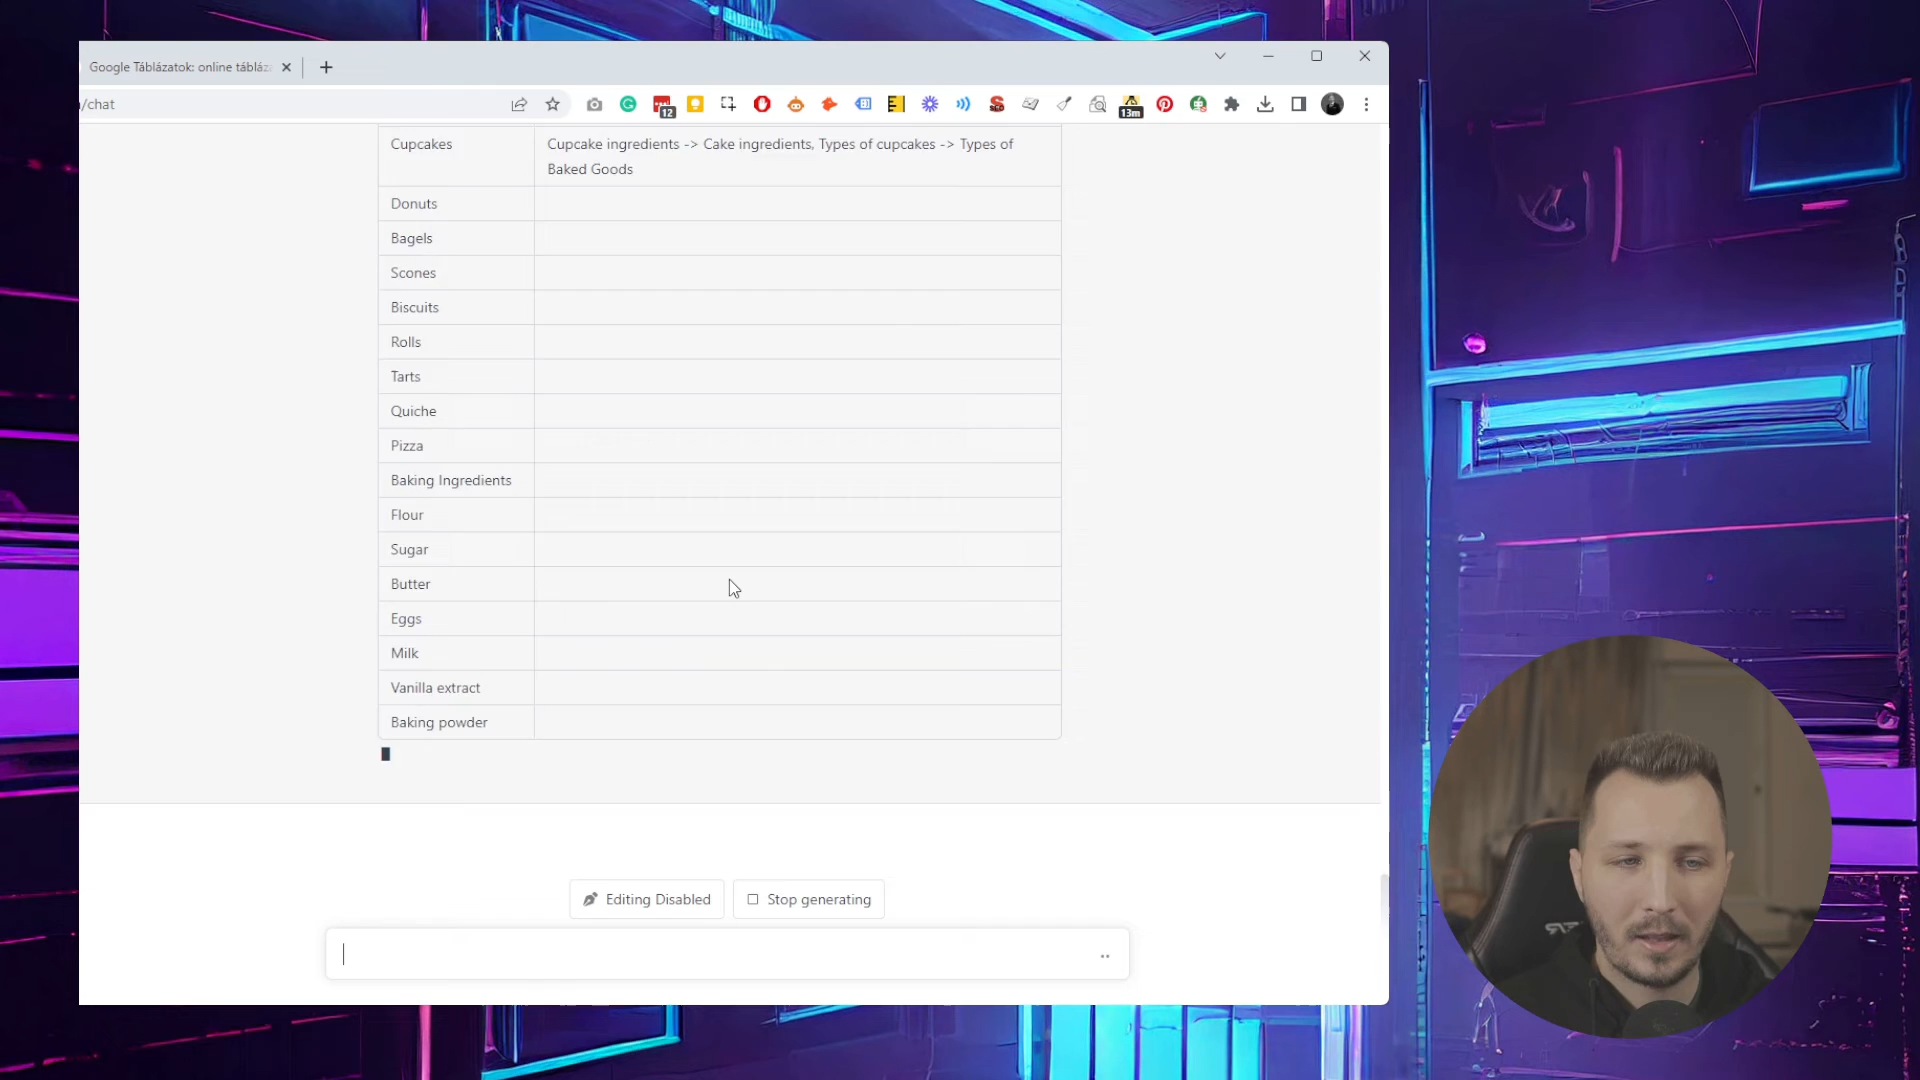 Google Táblázatok: online tábláz
/chat
12
13m
Cupcakes
Cupcake ingredients -> Cake ingredients, Types of cupcakes -> Types of
Baked Goods
Donuts
Bagels
Scones
Biscuits
Rolls
Tarts
Quiche
Pizza
Baking Ingredients
Flour
Sugar
Butter
Eggs
Milk
Vanilla extract
Baking powder
Editing Disabled
Stop generating